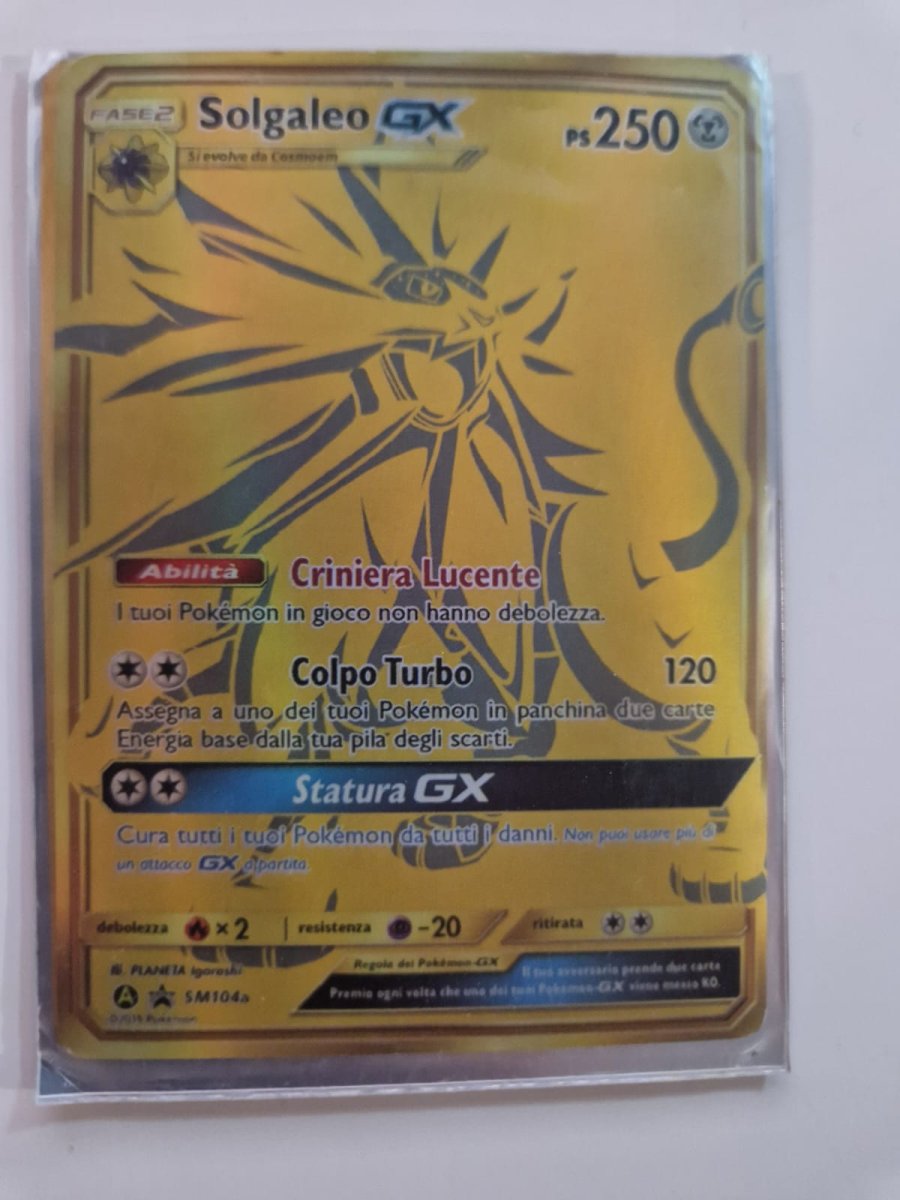 FASE2 Solgaleo GX PS250
Si evolve da Cosmoem
Abilità Criniera Lucente
I tuoi Pokémon in gioco non hanno debolezza.
Colpo Turbo 120
Assegna a uno dei tuoi Pokémon in panchina due carte
Energia base dalla tua pila degli scarti.
Statura GX
Cura tutti i tuoi Pokémon da tutti i danni. Non puoi usare più di
un attacco GX a partita.
debolezza × 2 resistenza -20 ritirata
Ill. PLANETA Igarashi
Regola dei Pokémon-GX
Il tuo avversario prende due carte
Premio ogni volta che uno dei tuoi Pokémon-GX viene messo KO.
A SM104a
Pokémon